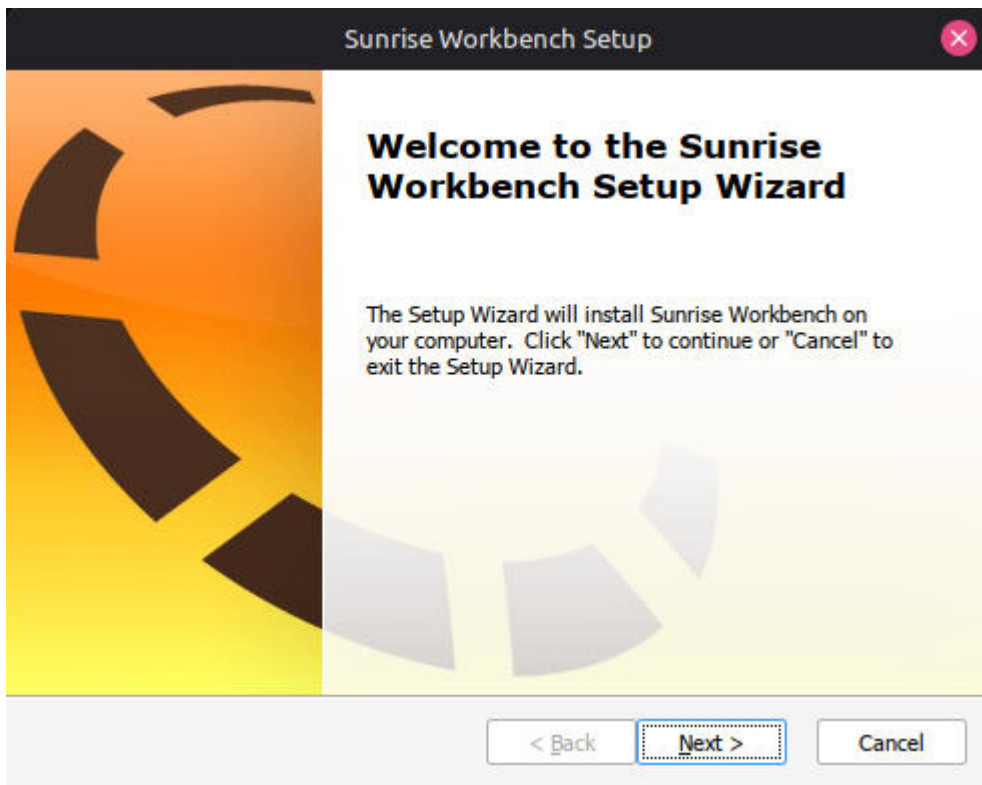 Sunrise Workbench Setup
Welcome to the Sunrise
Workbench Setup Wizard
The Setup Wizard will install Sunrise Workbench on
your computer.  Click "Next" to continue or "Cancel" to
exit the Setup Wizard.
< Back
Next >
Cancel